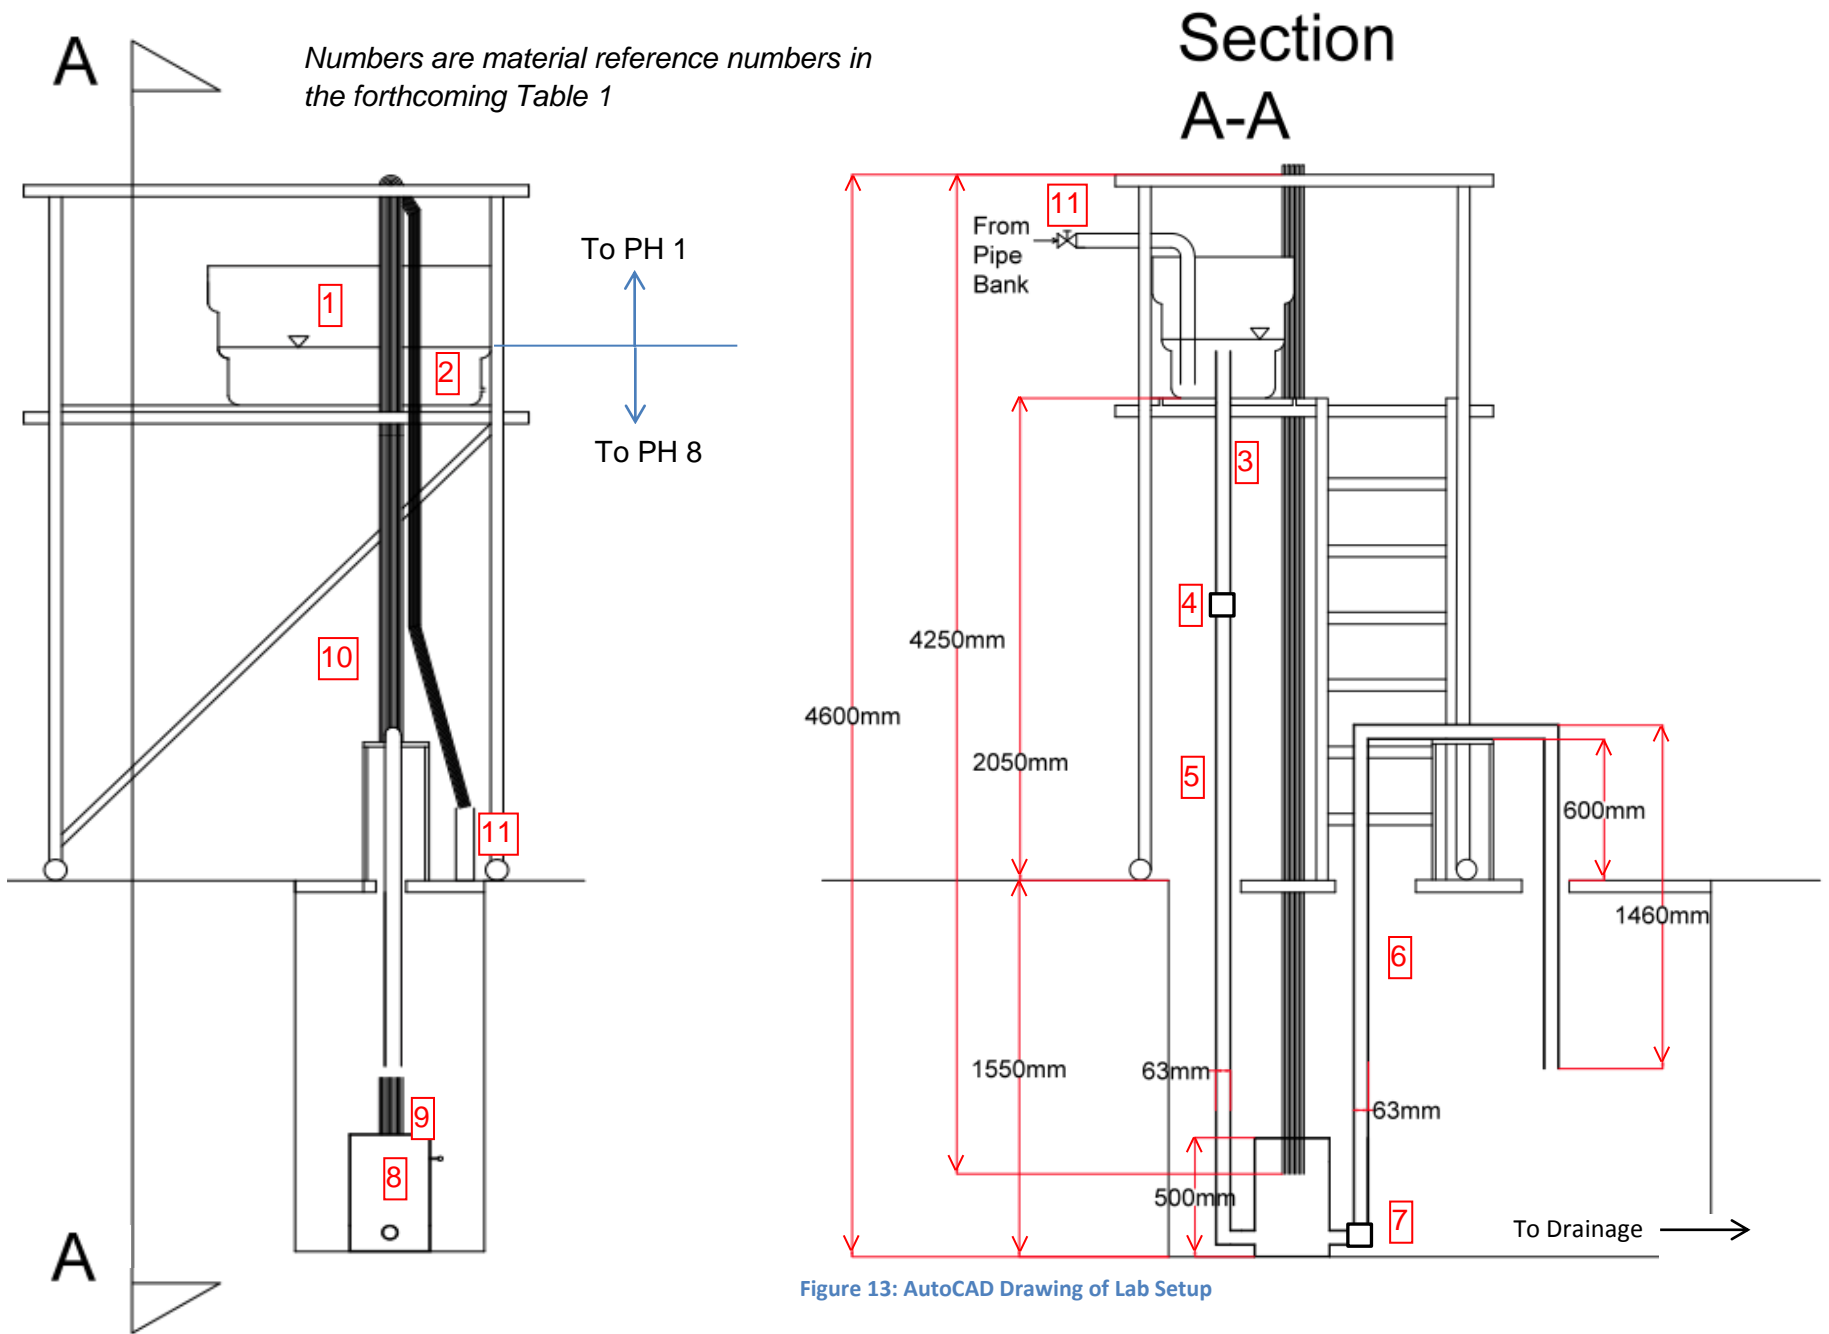 A
Numbers are material reference numbers in
the forthcoming Table 1
Section
A-A
1
2
To PH 1
To PH 8
10
11
9
8
A
11
From
Pipe
Bank
3
4
4250mm
4600mm
2050mm
5
600mm
1460mm
6
1550mm
63mm
63mm
500mm
7
To Drainage
Figure 13: AutoCAD Drawing of Lab Setup